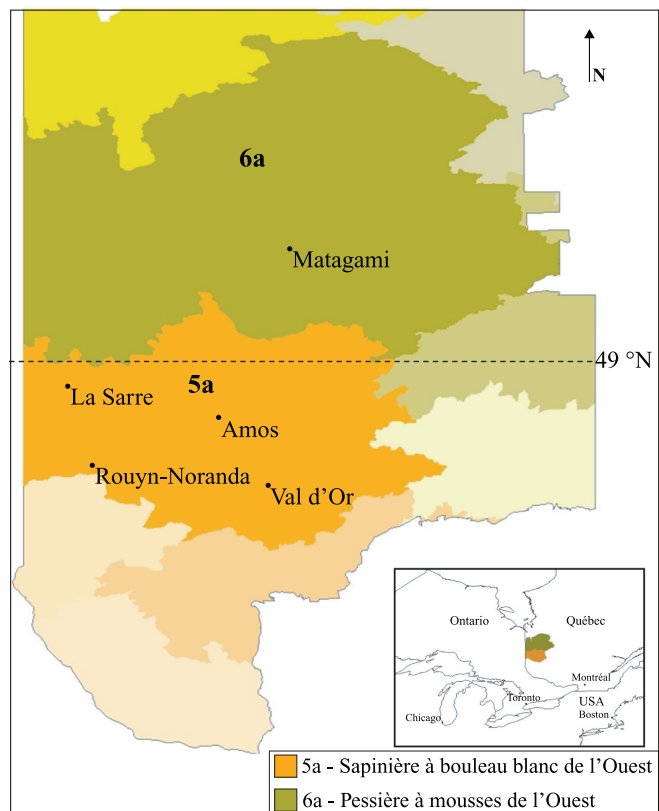 N
6a
Matagami
49 °N
5a
La Sarre
Amos
Rouyn-Noranda
Val d’Or
Ontario
Québec
Montréal
Toronto
USA
Chicago
Boston
5a - Sapinière à bouleau blanc de l’Ouest
6a - Pessière à mousses de l’Ouest